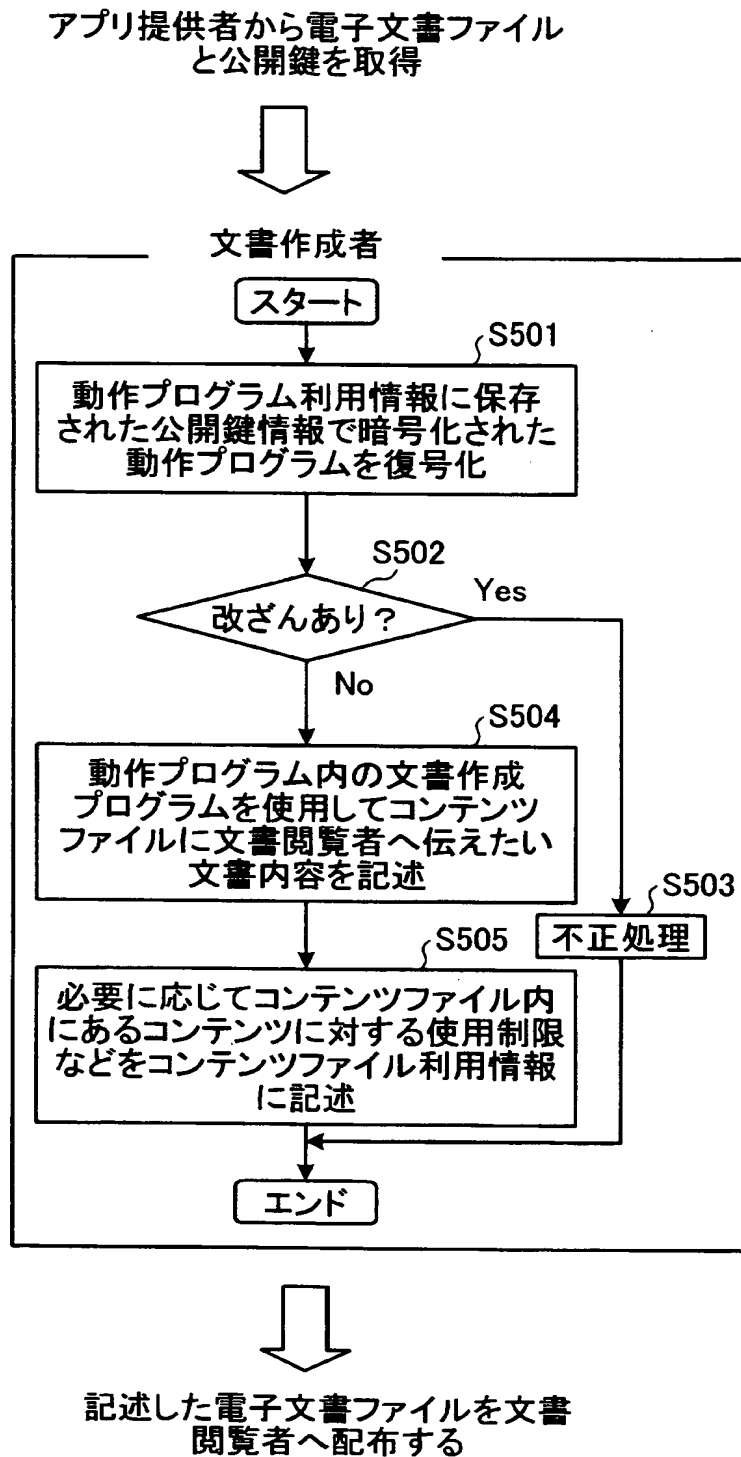 アプリ提供者から電子文書ファイル
と公開鍵を取得
文書作成者
スタート
S501
動作プログラム利用情報に保存
された公開鍵情報で暗号化された
動作プログラムを復号化
S502
改ざんあり？
Yes
No
S504
動作プログラム内の文書作成
プログラムを使用してコンテンツ
ファイルに文書閲覧者へ伝えたい
文書内容を記述
S503
不正処理
S505
必要に応じてコンテンツファイル内
にあるコンテンツに対する使用制限
などをコンテンツファイル利用情報
に記述
エンド
記述した電子文書ファイルを文書
閲覧者へ配布する